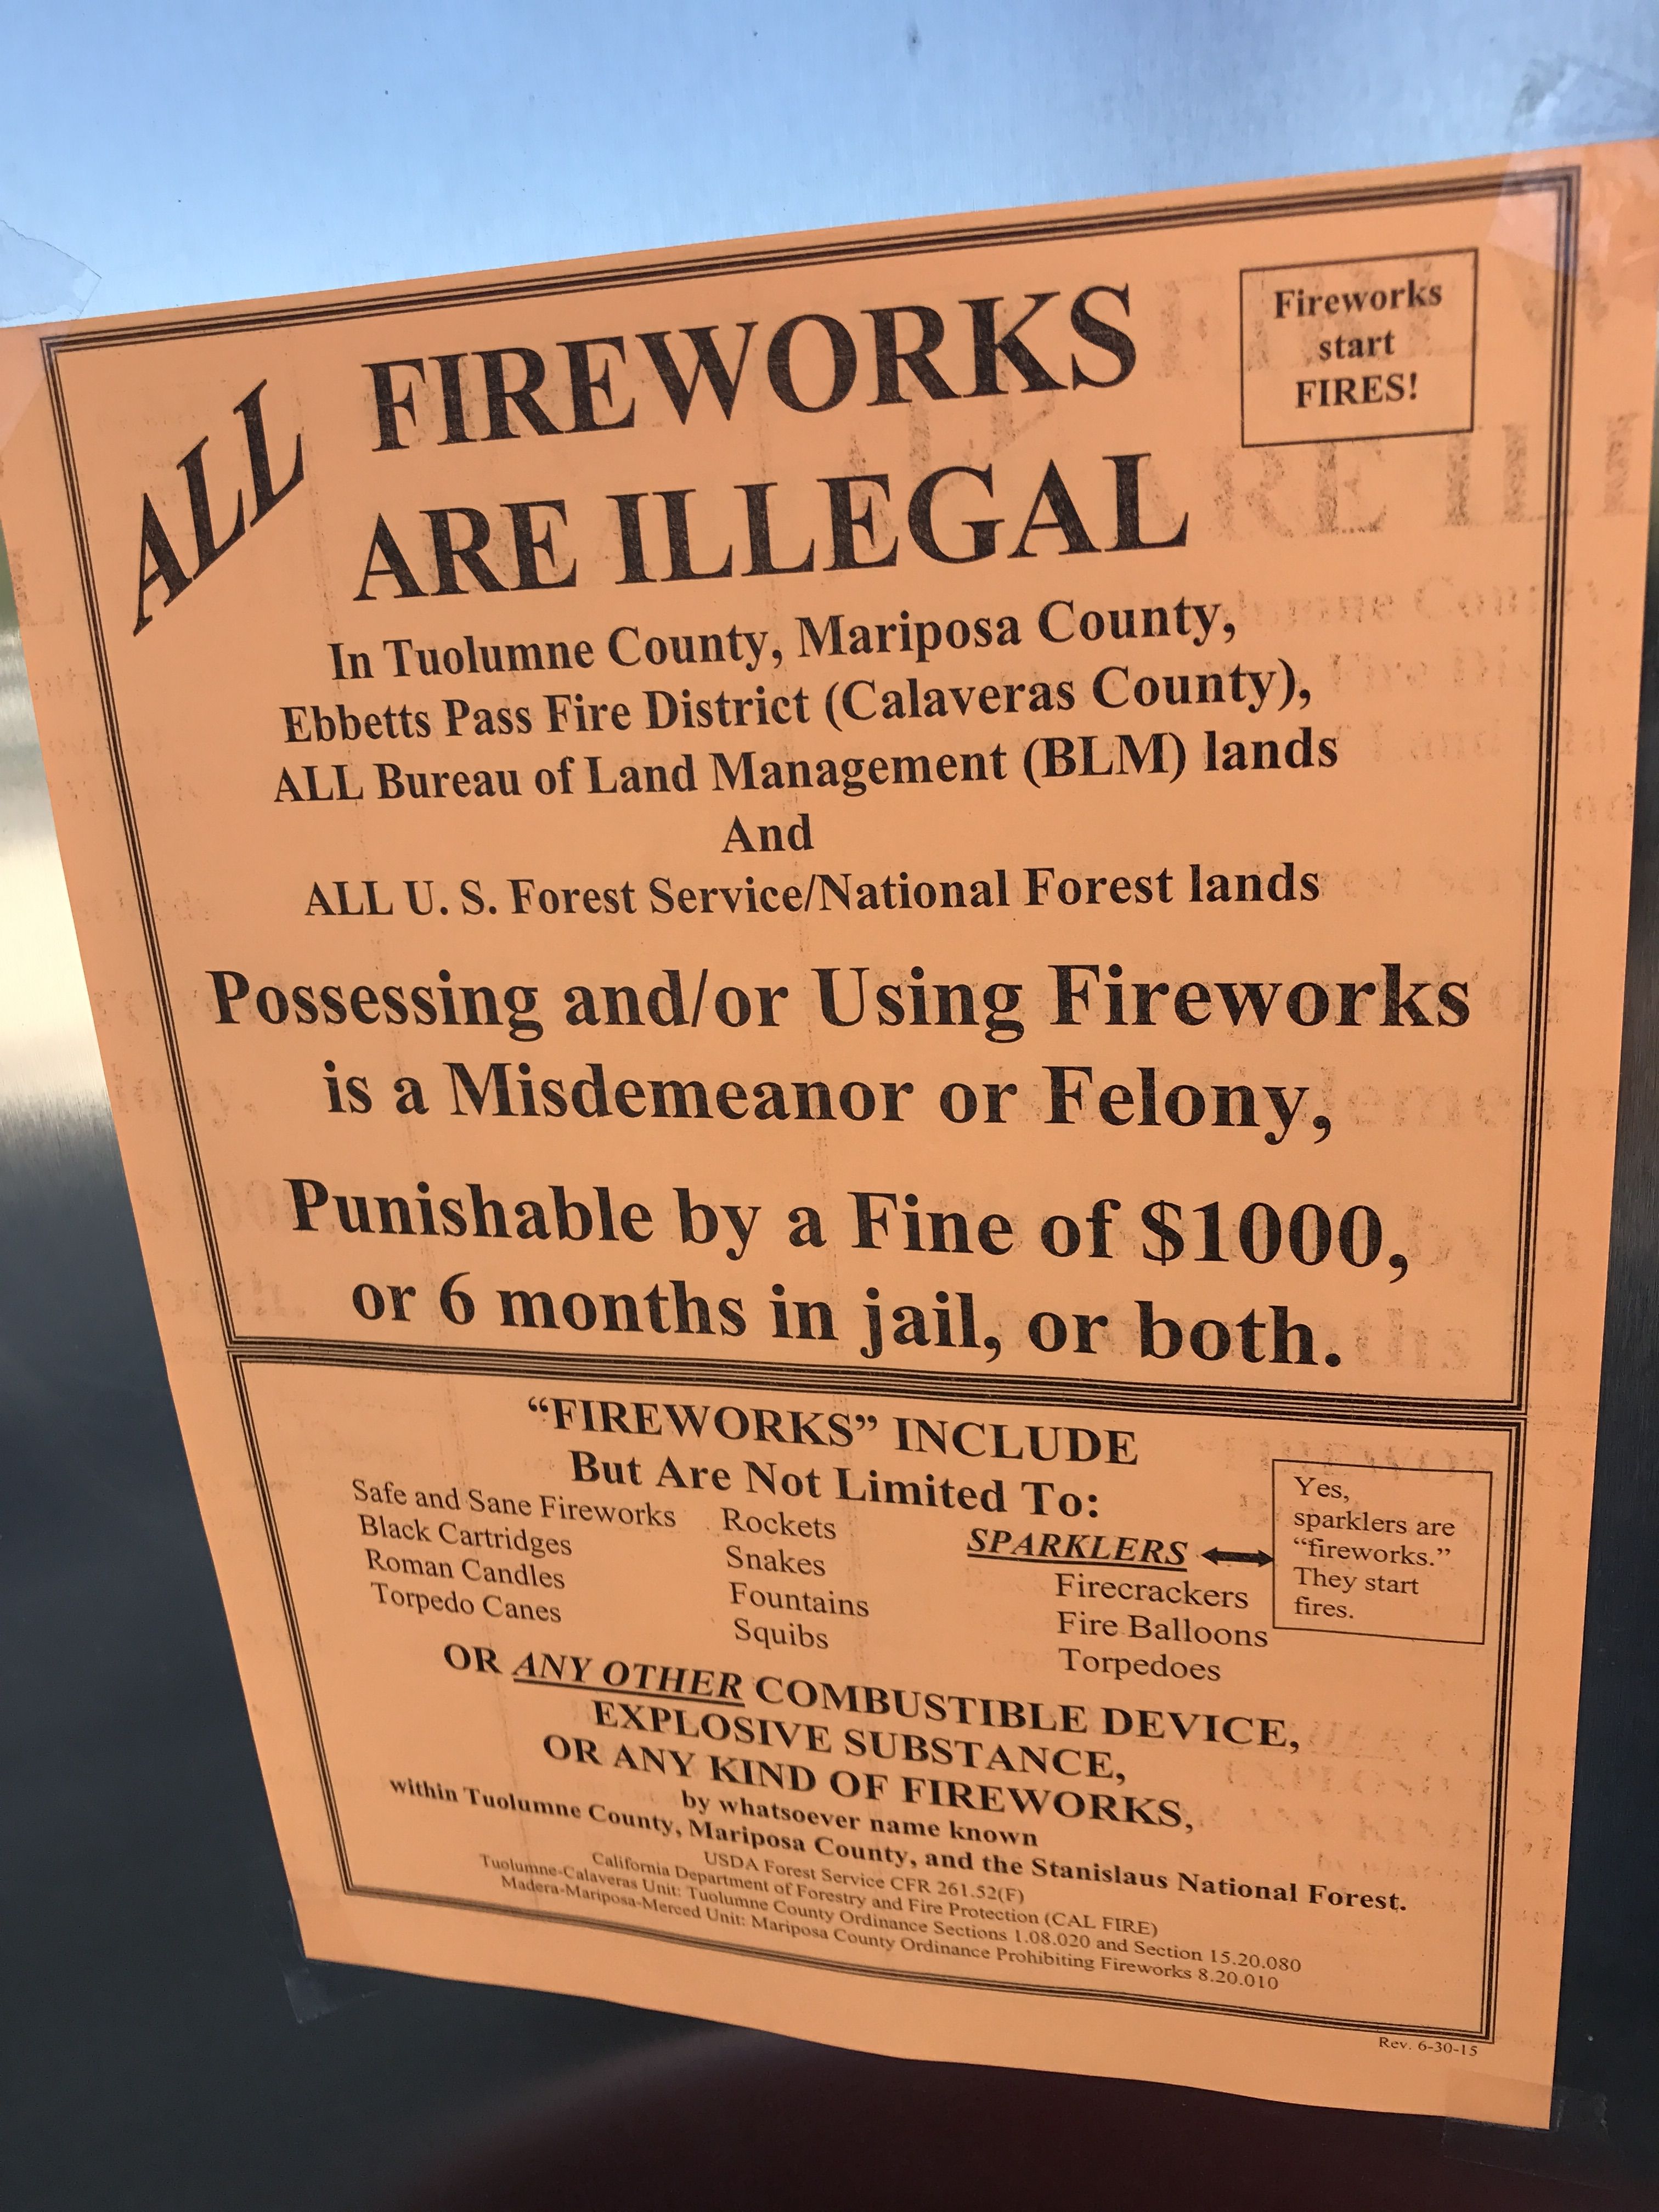 Fireworks
start
FIRES!
ALL FIREWORKS
ARE ILLEGAL
In Tuolumne County, Mariposa County,
Ebbetts Pass Fire District (Calaveras County),
ALL Bureau of Land Management (BLM) lands
And
ALL U. S. Forest Service/National Forest lands
Possessing and/or Using Fireworks
is a Misdemeanor or Felony,
Punishable by a Fine of $1000,
or 6 months in jail, or both.
“FIREWORKS” INCLUDE
But Are Not Limited To:
Safe and Sane Fireworks
Black Cartridges
Roman Candles
Torpedo Canes
Rockets
Snakes
Fountains
Squibs
SPARKLERS
Firecrackers
Fire Balloons
Torpedoes
Yes,
sparklers are
“fireworks.”
They start
fires.
OR ANY OTHER COMBUSTIBLE DEVICE,
EXPLOSIVE SUBSTANCE,
OR ANY KIND OF FIREWORKS,
by whatsoever name known
within Tuolumne County, Mariposa County, and the Stanislaus National Forest.
USDA Forest Service CFR 261.52(F)
California Department of Forestry and Fire Protection (CAL FIRE)
Tuolumne-Calaveras Unit: Tuolumne County Ordinance Sections 1.08.020 and Section 15.20.080
Madera-Mariposa-Merced Unit: Mariposa County Ordinance Prohibiting Fireworks 8.20.010
Rev. 6-30-15